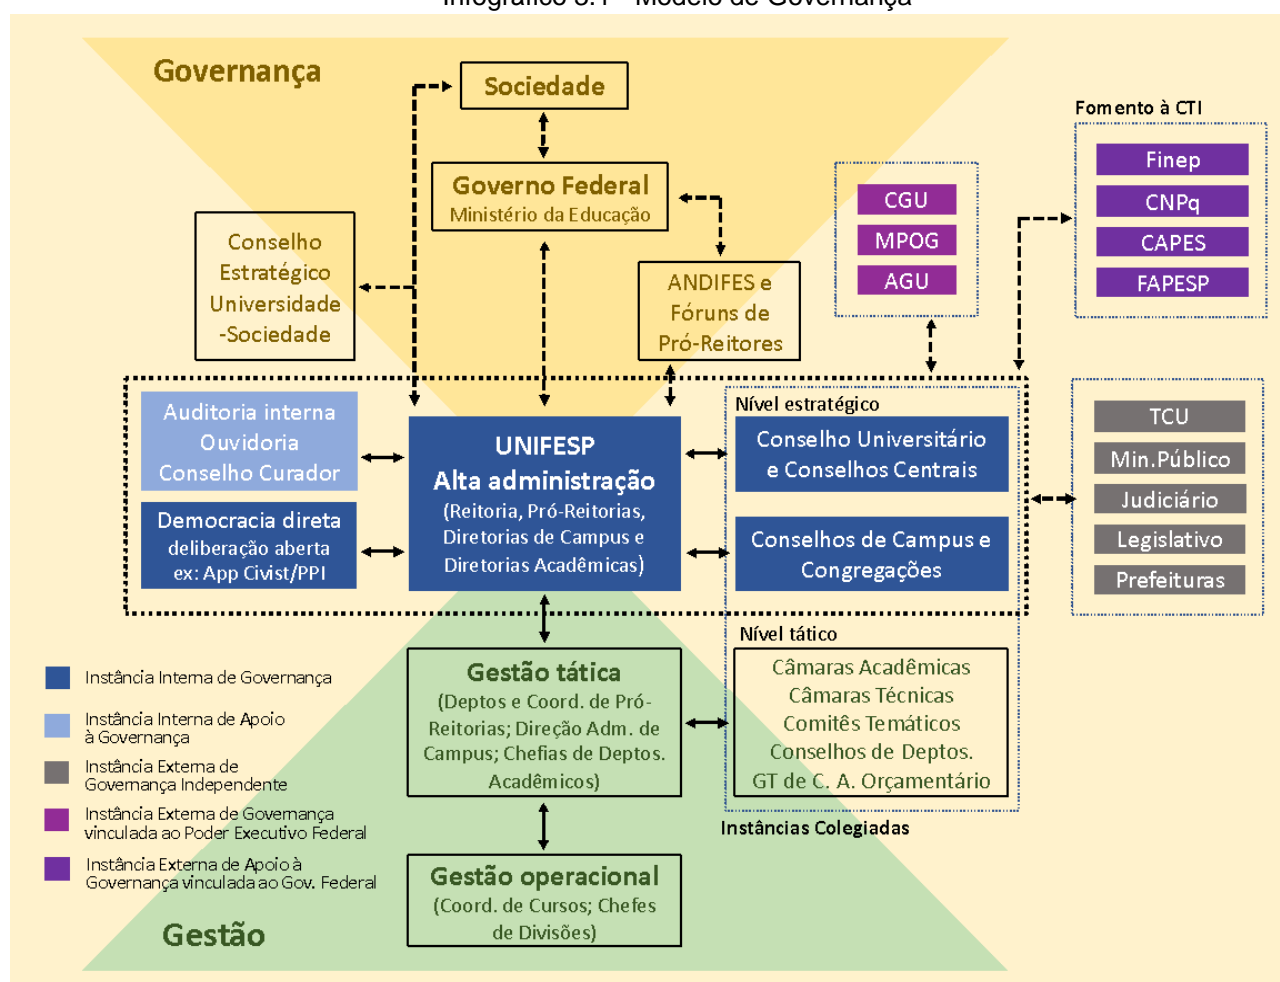 Infográfico 3.1 - Modelo de Governança
Governança
Sociedade
Governo Federal
Ministério da Educação
Conselho
Estratégico
Universidade
-Sociedade
ANDIFES e
Fóruns de
Pró-Reitores
CGU
MPOG
AGU
Fomento à CTI
Finep
CNPq
CAPES
FAPESP
Auditoria interna
Ouvidoria
Conselho Curador
Democracia direta
deliberação aberta
ex: App Civist/PPI
UNIFESP
Alta administração
(Reitoria, Pró-Reitorias,
Diretorias de Campus e
Diretorias Acadêmicas)
Nível estratégico
Conselho Universitário
e Conselhos Centrais
Conselhos de Campus e
Congregações
TCU
Min.Público
Judiciário
Legislativo
Prefeituras
Gestão tática
(Deptos e Coord. de Pró-
Reitorias; Direção Adm. de
Campus; Chefias de Deptos.
Acadêmicos)
Nível tático
Câmaras Acadêmicas
Câmaras Técnicas
Comitês Temáticos
Conselhos de Deptos.
GT de C. A. Orçamentário
Instâncias Colegiadas
Gestão operacional
(Coord. de Cursos; Chefes
de Divisões)
Instância Interna de Governança
Instância Interna de Apoio
à Governança
Instância Externa de
Governança Independente
Instância Externa de Governança
vinculada ao Poder Executivo Federal
Instância Externa de Apoio à
Governança vinculada ao Gov. Federal
Gestão